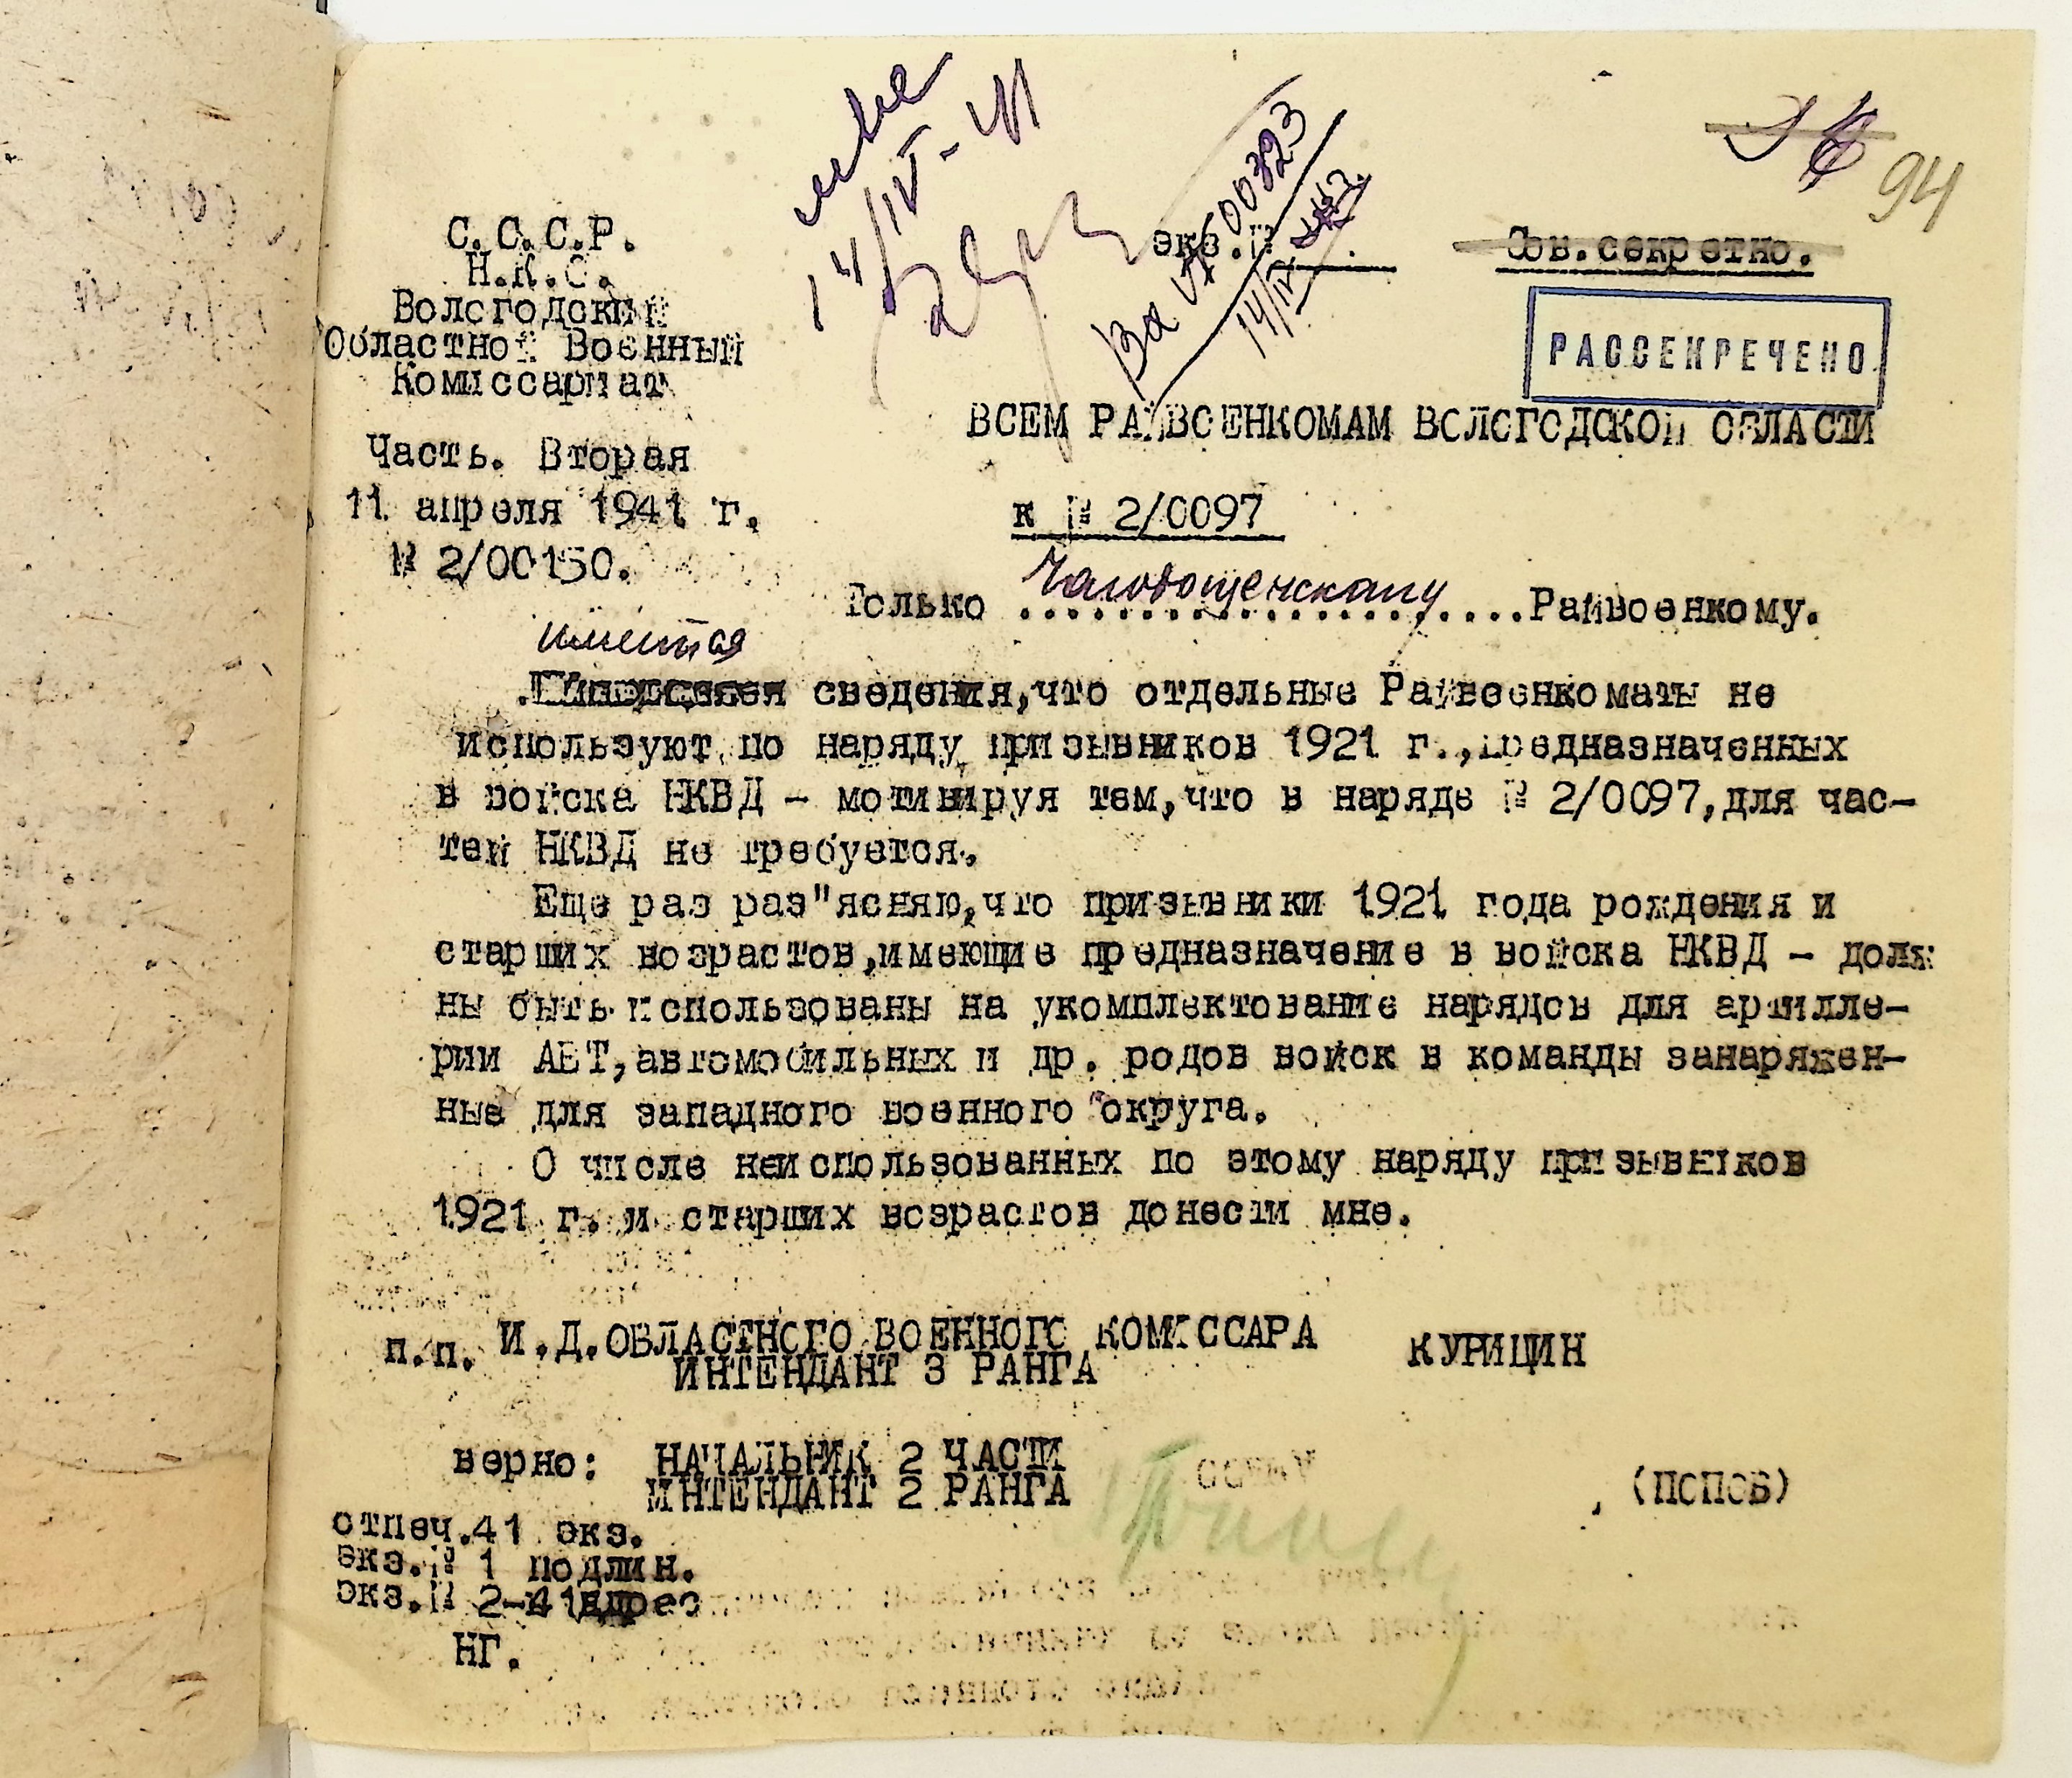 мне
14/IV-41
Вх № 00323
14/IV
94
экз.№
Сов.секретно.
РАССЕКРЕЧЕНО
С.С.С.Р.
Н.К.О.
Вологодский
Областной Военный
Комиссариат
Часть. Вторая
11 апреля 1941 г.
№ 2/00150.
ВСЕМ РАЙВОЕНКОМАМ ВОЛОГОДСКОЙ ОБЛАСТИ
к № 2/0097
Только Чагодощенскому ....Райвоенкому.
имеются
сведения,что отдельные Райвоенкоматы не
используют по наряду призывников 1921 г.,предназначенных
в войска НКВД – мотивируя тем,что в наряде № 2/0097,для час-
тей НКВД не требуется.
Еще раз раз"ясняю,что призывники 1921 года рождения и
старших возрастов,имеющие предназначение в войска НКВД – долж
ны быть использованы на укомплектование нарядов для артилле-
рии АБТ,автомобильных и др. родов войск в команды занаряжен-
ные для западного военного округа.
О числе неиспользованных по этому наряду призывников
1921 г. и старших возрастов донести мне.
п.п. И.Д.ОБЛАСТНОГО ВОЕННОГО КОМИССАРА КУРИЦИН
ИНТЕНДАНТ 3 РАНГА
верно: НАЧАЛЬНИК 2 ЧАСТИ
ИНТЕНДАНТ 2 РАНГА (ПОПОВ)
отпеч.41 экз.
экз.№ 1 подлин.
экз.№ 2-41адрес
НГ.